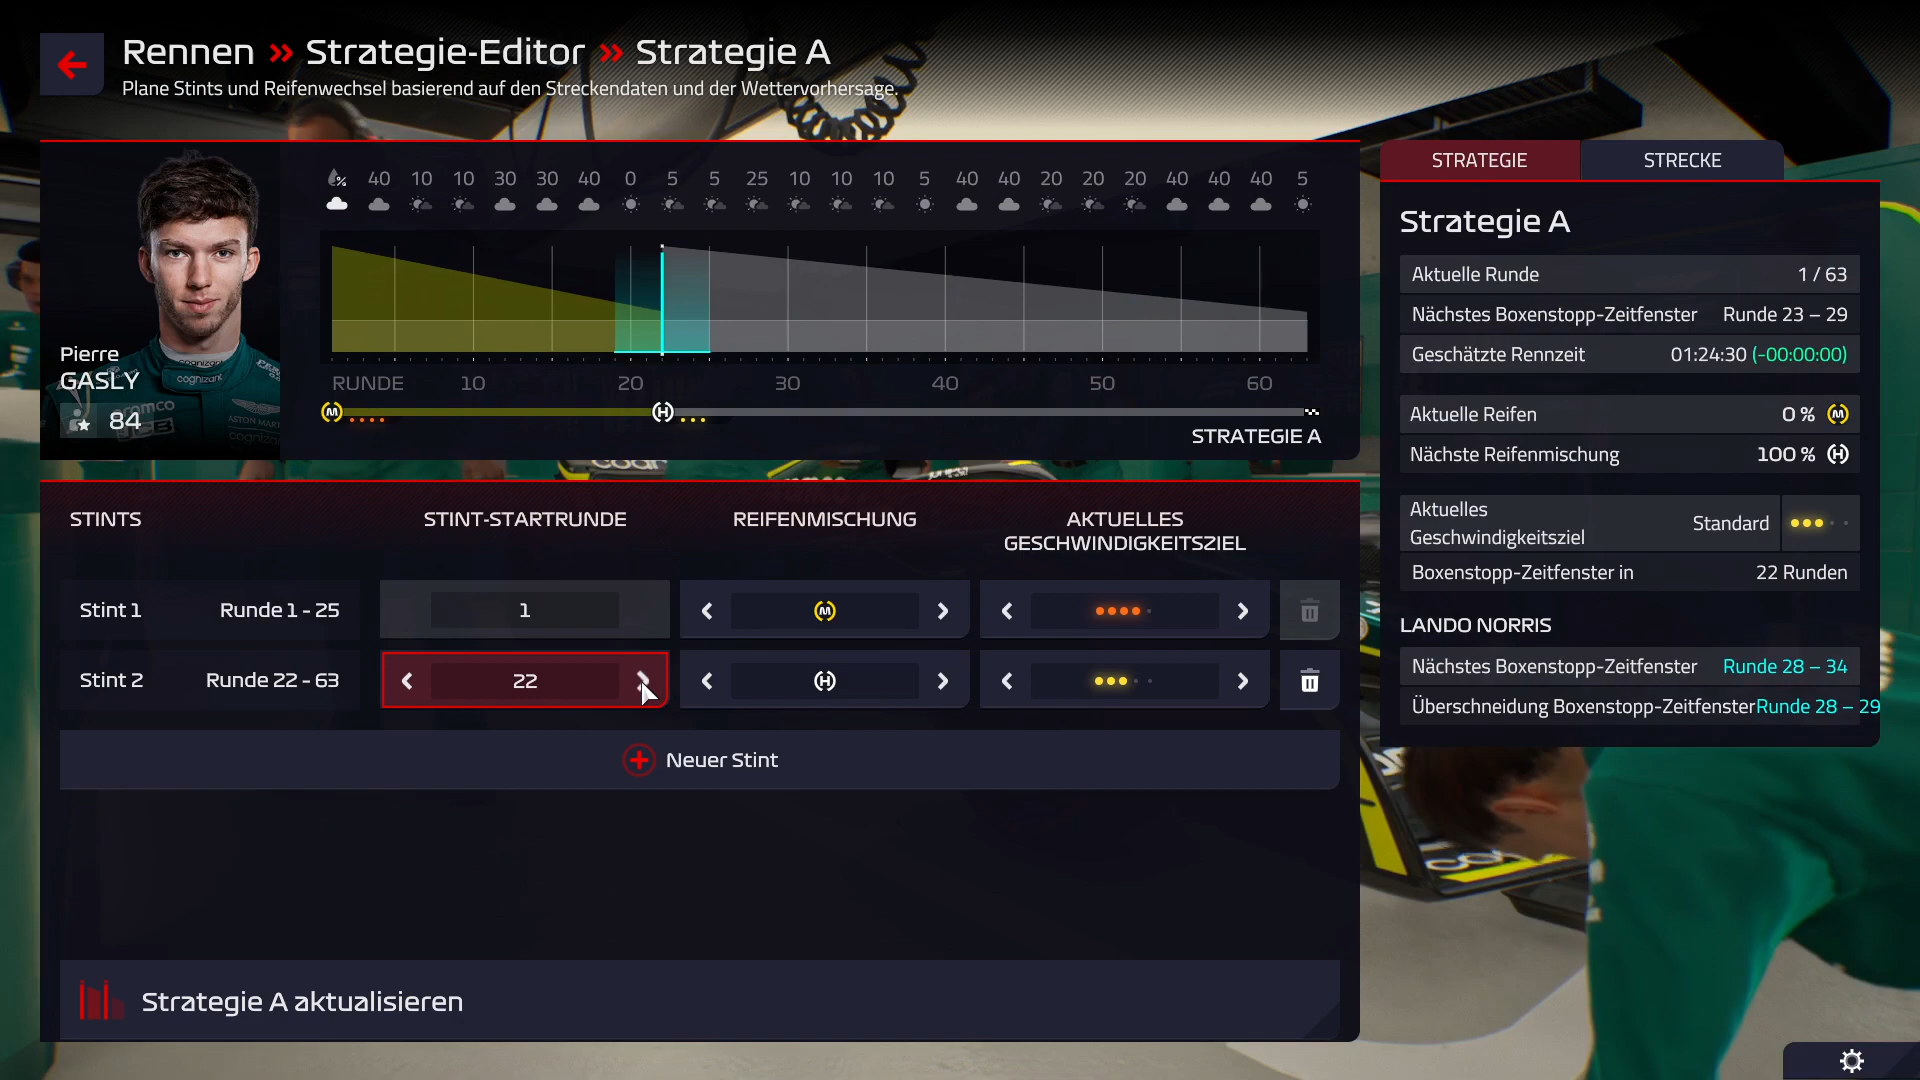 Rennen » Strategie-Editor » Strategie A
Plane Stints und Reifenwechsel basierend auf den Streckendaten und der Wettervorhersage.
% 40 10 10 30 30 40 0 5 5 25 10 10 10 5 40 40 20 20 20 40 40 40 5
Pierre
GASLY
84
cognizant
cognizant
aramco
JCB
ASTON MARTIN
RUNDE 10 20 30 40 50 60
M H
STRATEGIE A
STINTS STINT-STARTRUNDE REIFENMISCHUNG AKTUELLES
GESCHWINDIGKEITSZIEL
Stint 1 Runde 1 - 25 1 M
Stint 2 Runde 22 - 63 22 H
Neuer Stint
Strategie A aktualisieren
STRATEGIE STRECKE
Strategie A
Aktuelle Runde 1 / 63
Nächstes Boxenstopp-Zeitfenster Runde 23 – 29
Geschätzte Rennzeit 01:24:30 (-00:00:00)
Aktuelle Reifen 0 % M
Nächste Reifenmischung 100 % H
Aktuelles
Geschwindigkeitsziel Standard
Boxenstopp-Zeitfenster in 22 Runden
LANDO NORRIS
Nächstes Boxenstopp-Zeitfenster Runde 28 – 34
Überschneidung Boxenstopp-Zeitfenster Runde 28 – 29